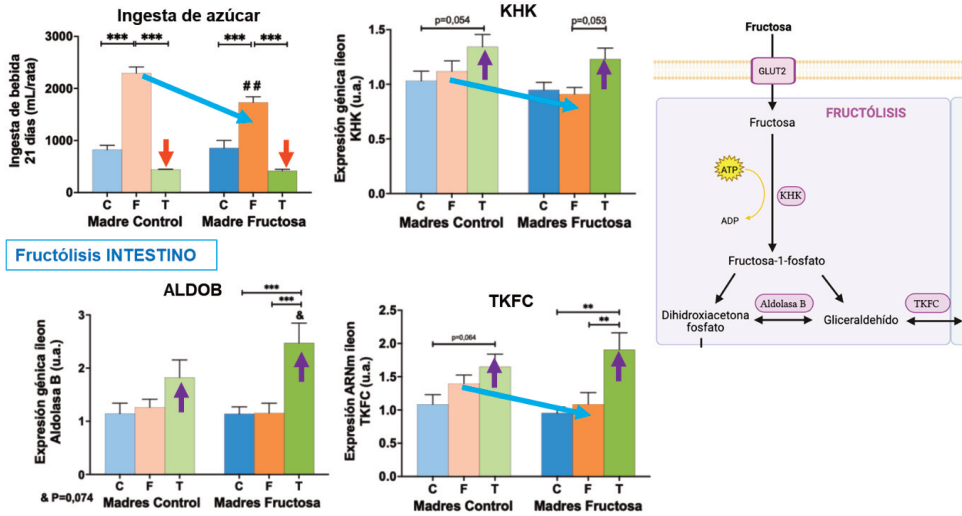 Ingesta de azúcar
Ingesta de bebida
21 días (mL/rata)
3000
2000
1000
0
*** ***
*** ***
##
C F T C F T
Madre Control Madre Fructosa
KHK
Expresión génica íleon
KHK (u.a.)
1.5
1.0
0.5
0.0
p=0,054
p=0,053
C F T C F T
Madres Control Madres Fructosa
Fructosa
GLUT2
FRUCTÓLISIS
Fructosa
ATP
ADP
KHK
Fructosa-1-fosfato
Dihidroxiacetona
fosfato
Aldolasa B
Gliceraldehído
TKFC
Fructólisis INTESTINO
ALDOB
Expresión génica íleon
Aldolasa B (u.a.)
3
2
1
0
***
***
&
C F T C F T
Madres Control Madres Fructosa
& P=0,074
TKFC
Expresión ARNm íleon
TKFC (u.a.)
2.5
2.0
1.5
1.0
0.5
0.0
p=0,064
**
**
C F T C F T
Madres Control Madres Fructosa